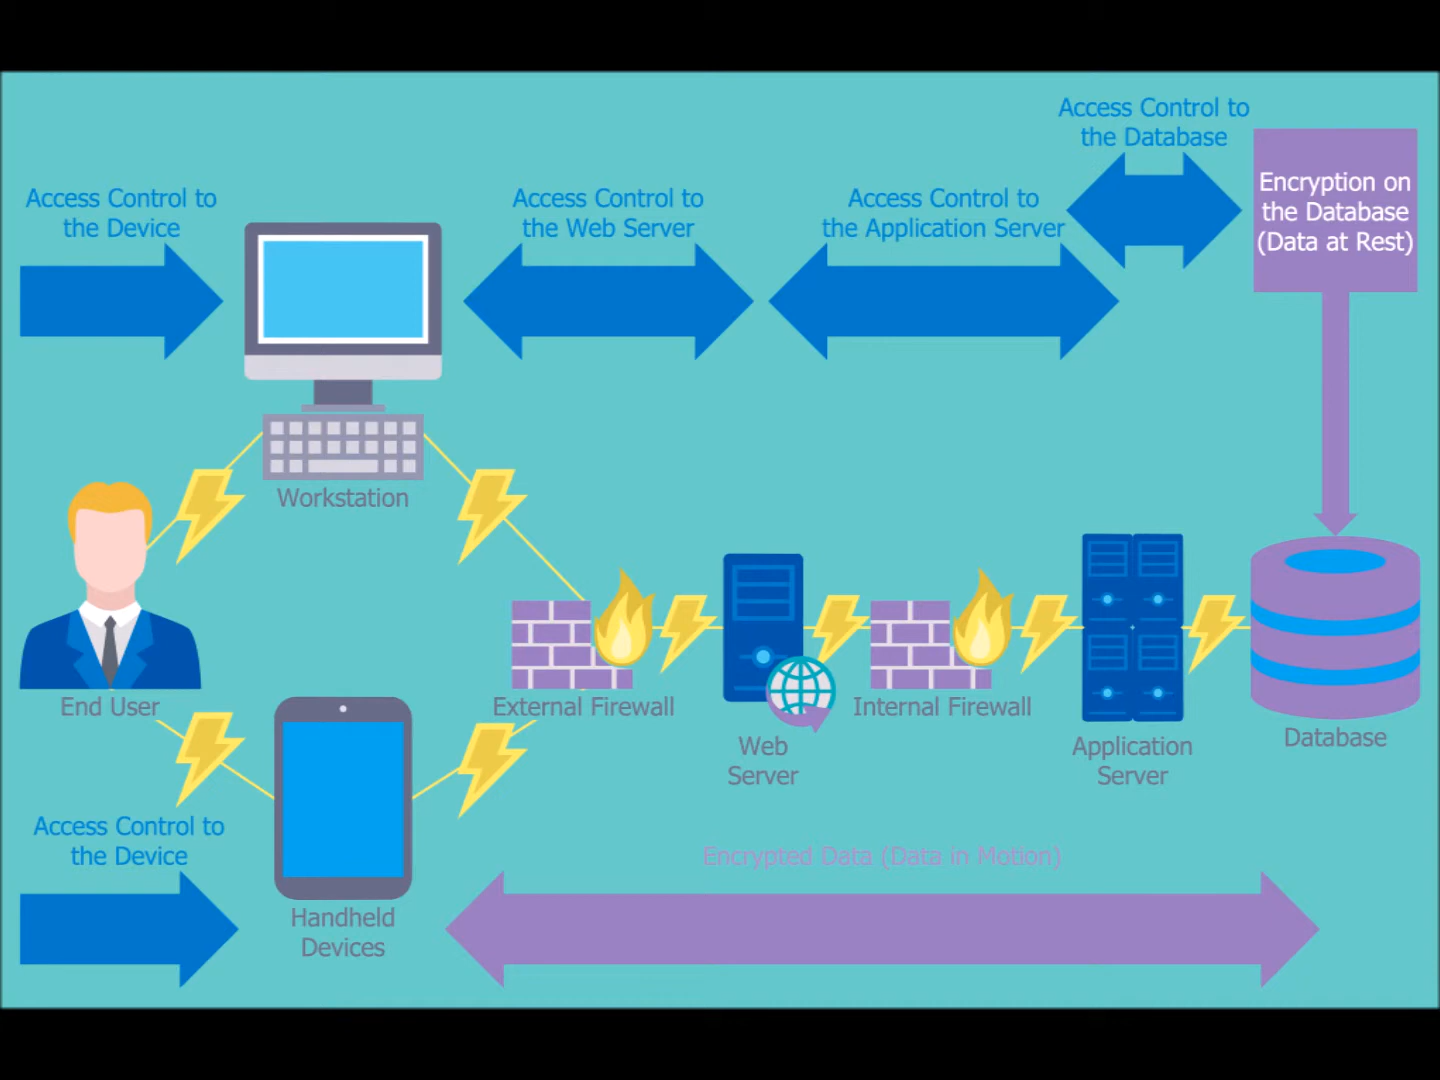 Access Control to
the Database
Encryption on
the Database
(Data at Rest)
Access Control to
the Device
Access Control to
the Web Server
Access Control to
the Application Server
Workstation
End User
External Firewall
Internal Firewall
Web
Server
Application
Server
Database
Access Control to
the Device
Encrypted Data (Data in Motion)
Handheld
Devices